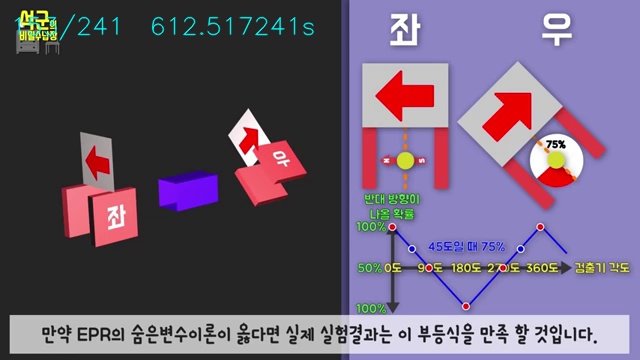 /241 612.517241s
석군의
비밀수납장
좌 우
좌
우
N S
75%
반대 방향이
나올 확률
100%
45도일 때 75%
50% 0도 90도 180도 270도 360도 검출기 각도
100%
만약 EPR의 숨은변수이론이 옳다면 실제 실험결과는 이 부등식을 만족 할 것입니다.